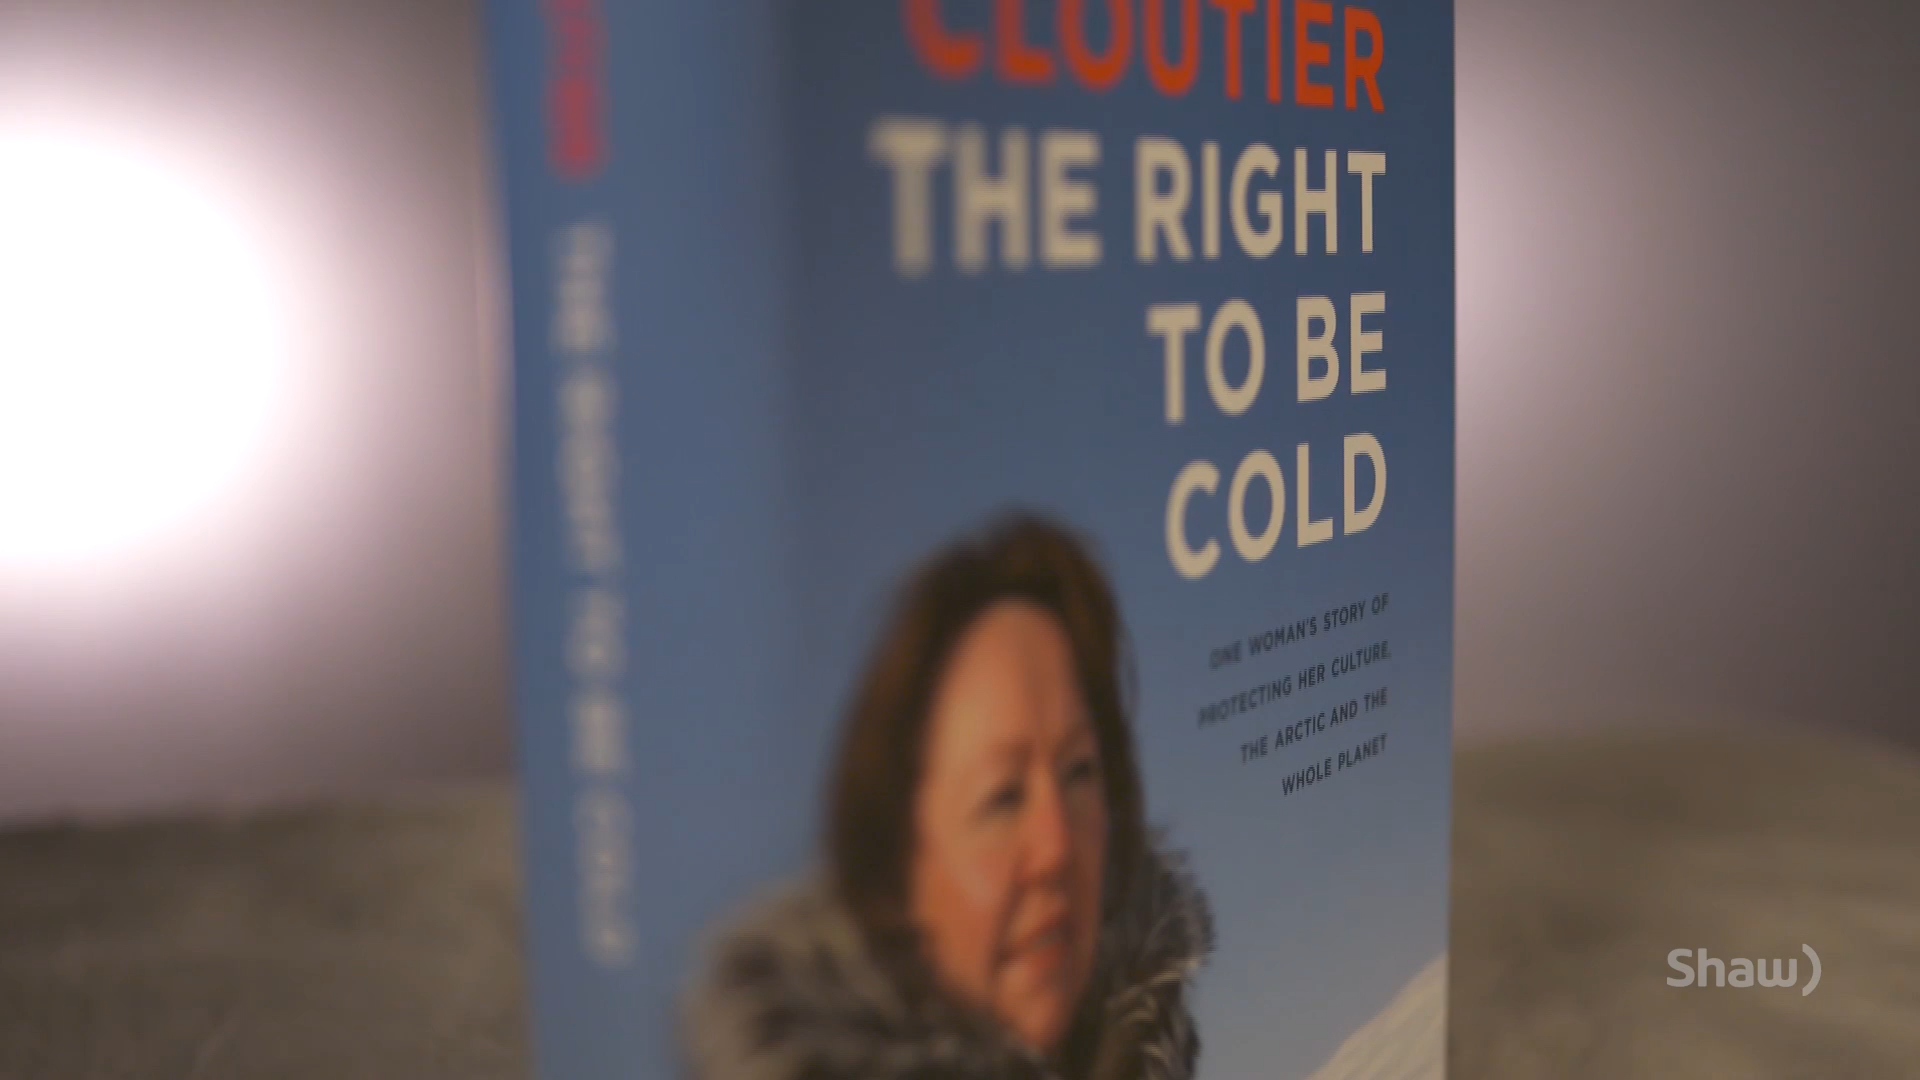 CLOUTIER
THE RIGHT
TO BE
COLD
ONE WOMAN'S STORY OF
PROTECTING HER CULTURE,
THE ARCTIC AND THE
WHOLE PLANET
Shaw)